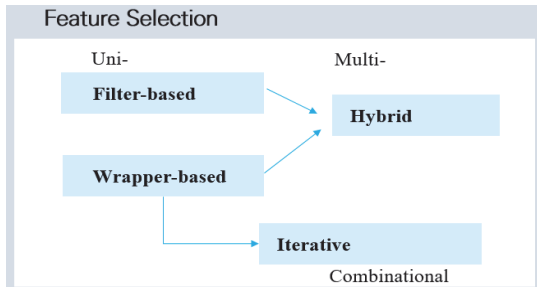 Feature Selection
Uni-
Multi-
Filter-based
Hybrid
Wrapper-based
Iterative
Combinational